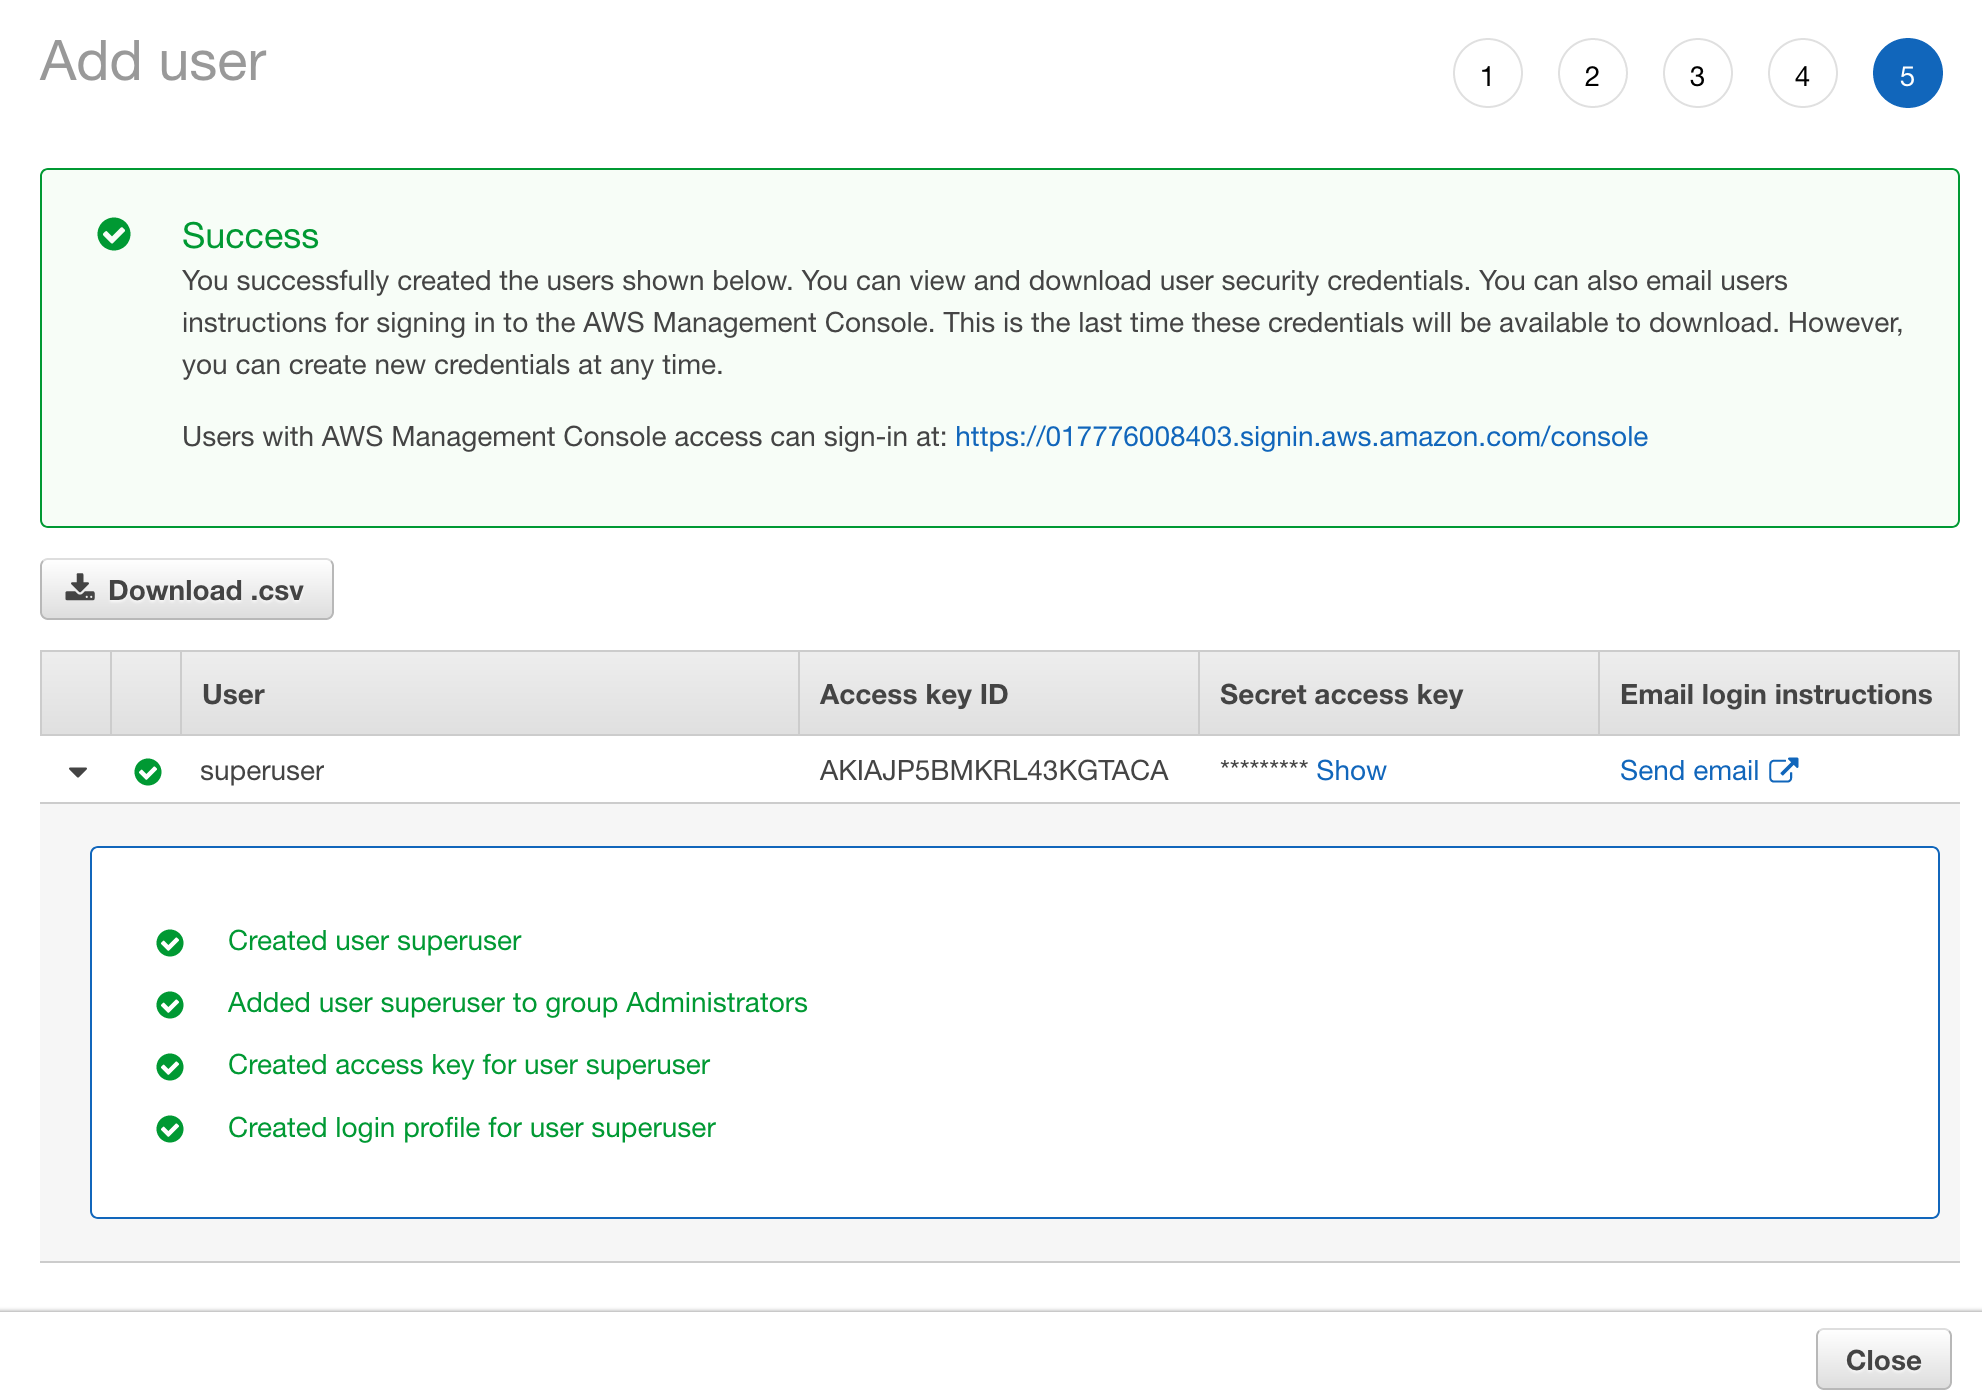 Add user
1 2 3 4 5
Success
You successfully created the users shown below. You can view and download user security credentials. You can also email users
instructions for signing in to the AWS Management Console. This is the last time these credentials will be available to download. However,
you can create new credentials at any time.
Users with AWS Management Console access can sign-in at: https://017776008403.signin.aws.amazon.com/console
Download .csv
User Access key ID Secret access key Email login instructions
superuser AKIAJP5BMKRL43KGTACA ********* Show Send email
Created user superuser
Added user superuser to group Administrators
Created access key for user superuser
Created login profile for user superuser
Close